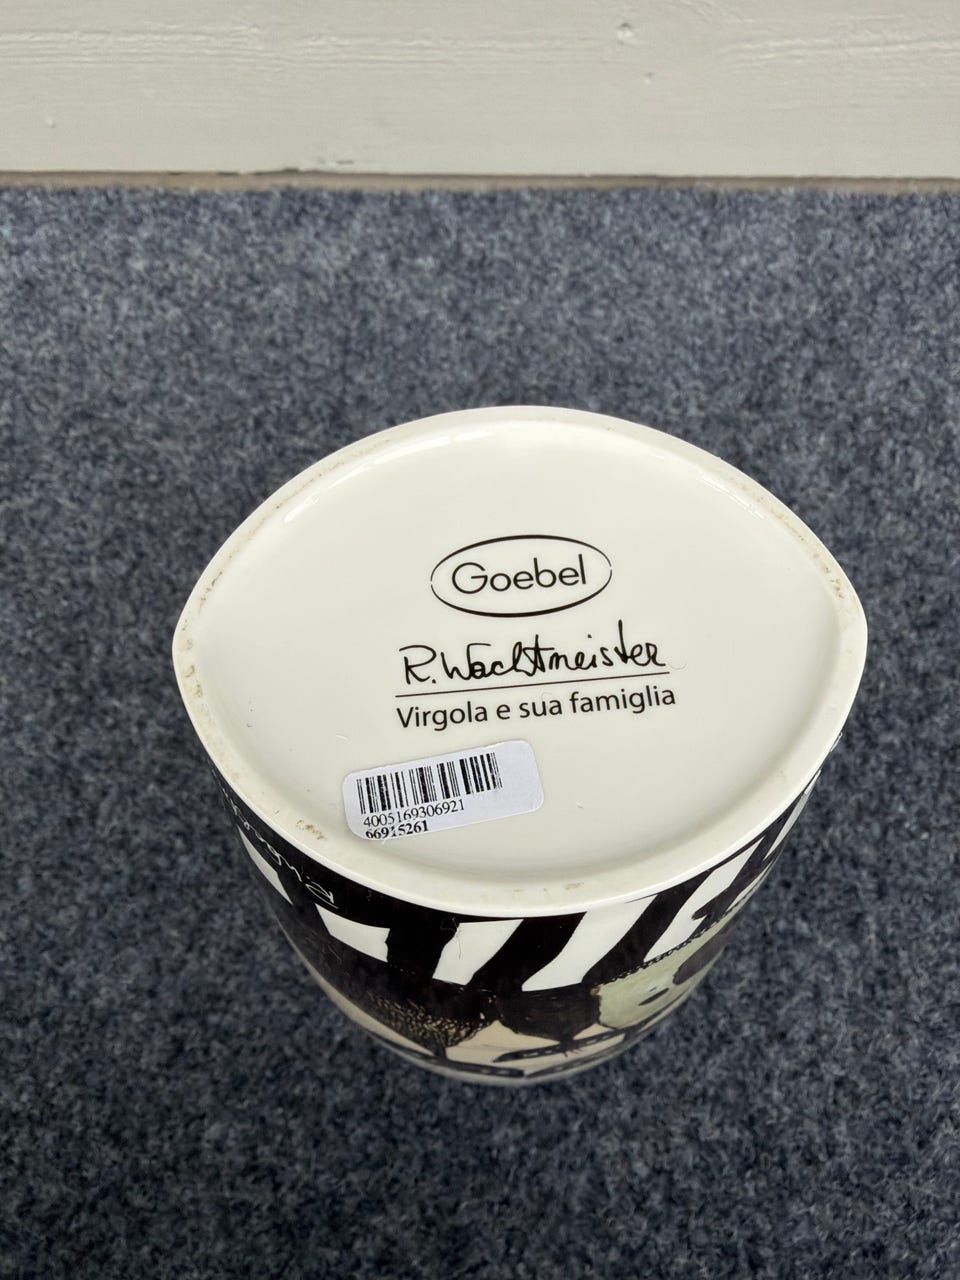 Goebel
R. Wachtmeister
Virgola e sua famiglia
4005169306921
66915261